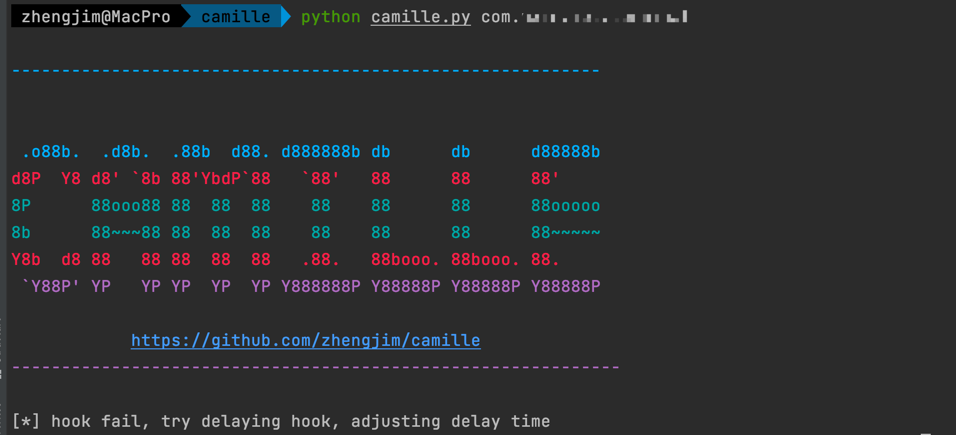 zhengjim@MacPro camille python camille.py com.
------------------------------------------------------------
 .o88b.  .d8b.  .88b  d88. d888888b db      db      d88888b
d8P  Y8 d8' `8b 88'YbdP`88   `88'   88      88      88'
8P      88ooo88 88  88  88    88    88      88      88ooooo
8b      88~~~88 88  88  88    88    88      88      88~~~~~
Y8b  d8 88   88 88  88  88   .88.   88booo. 88booo. 88.
 `Y88P' YP   YP YP  YP  YP Y888888P Y88888P Y88888P Y88888P
https://github.com/zhengjim/camille
--------------------------------------------------------------
[*] hook fail, try delaying hook, adjusting delay time